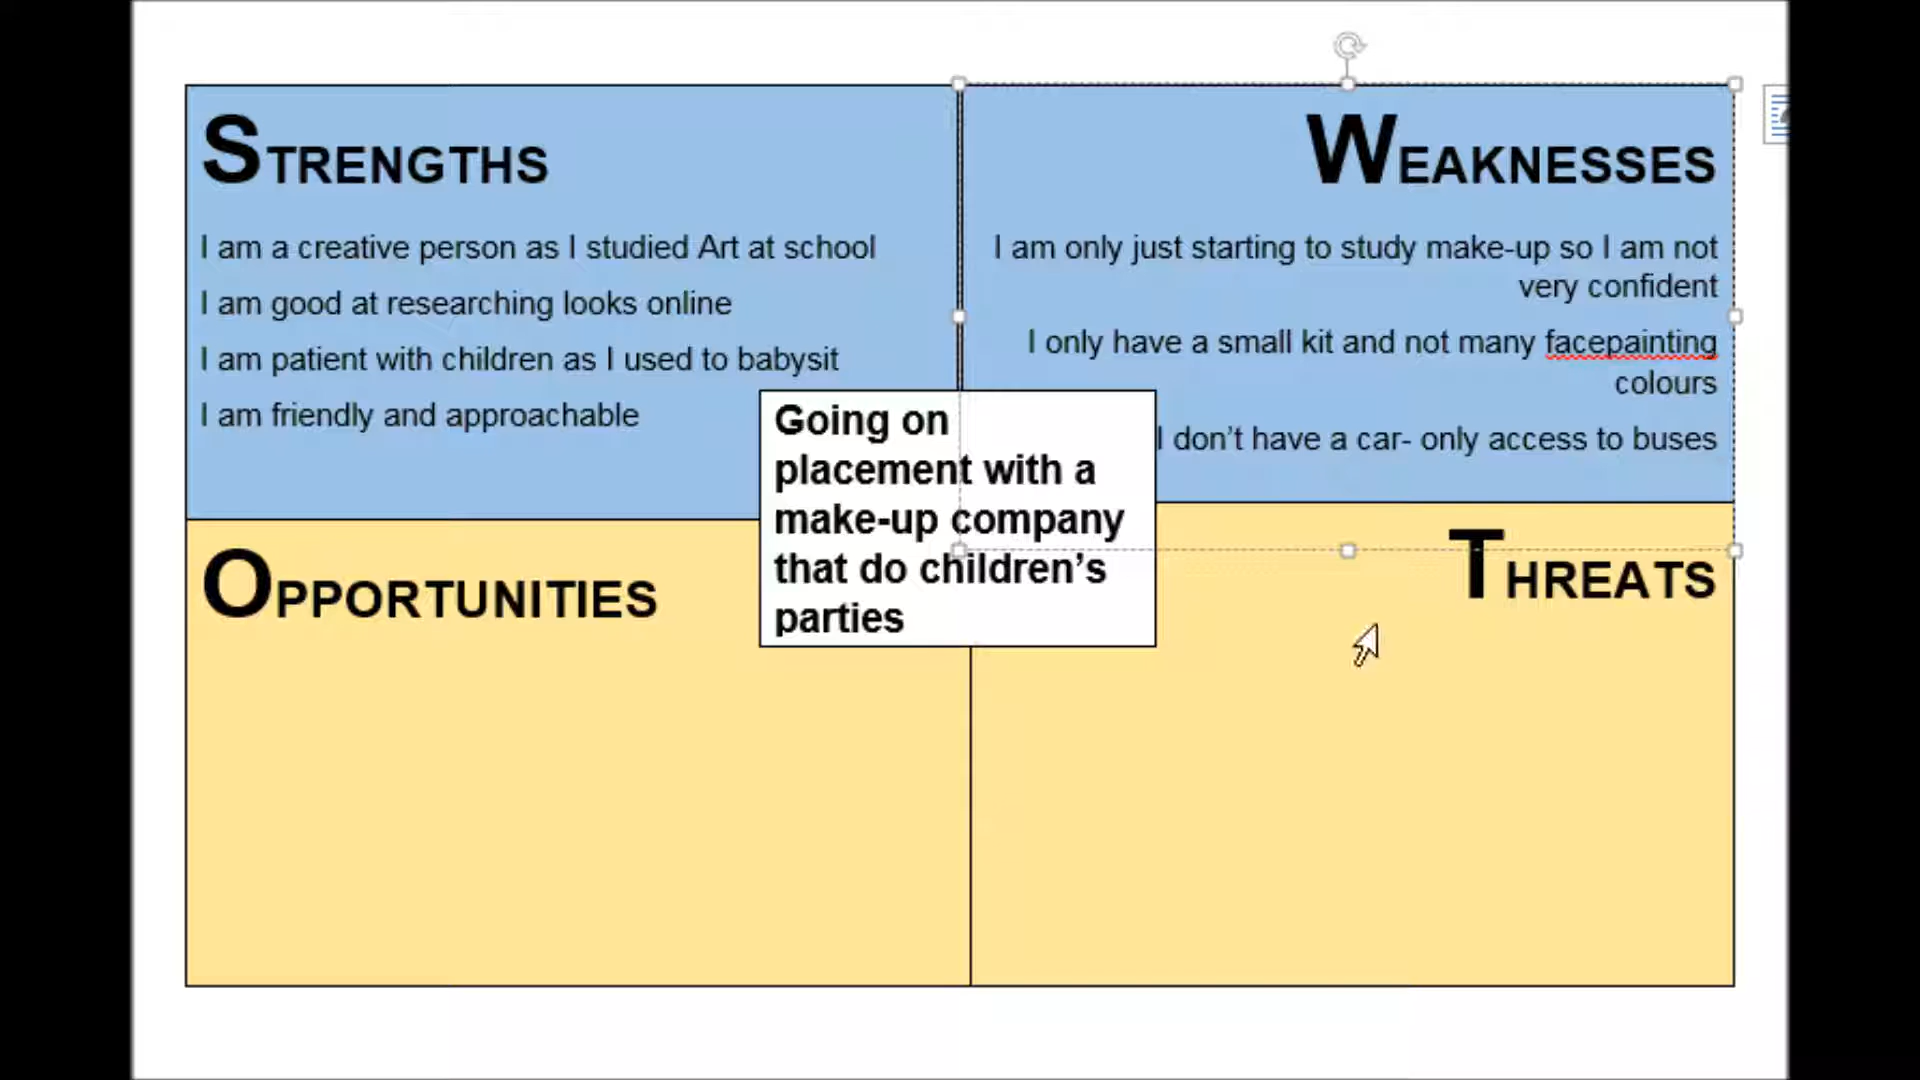 STRENGTHS
I am a creative person as I studied Art at school
I am good at researching looks online
I am patient with children as I used to babysit
I am friendly and approachable
WEAKNESSES
I am only just starting to study make-up so I am not
very confident
I only have a small kit and not many facepainting
colours
I don’t have a car- only access to buses
Going on
placement with a
make-up company
that do children’s
parties
OPPORTUNITIES
THREATS